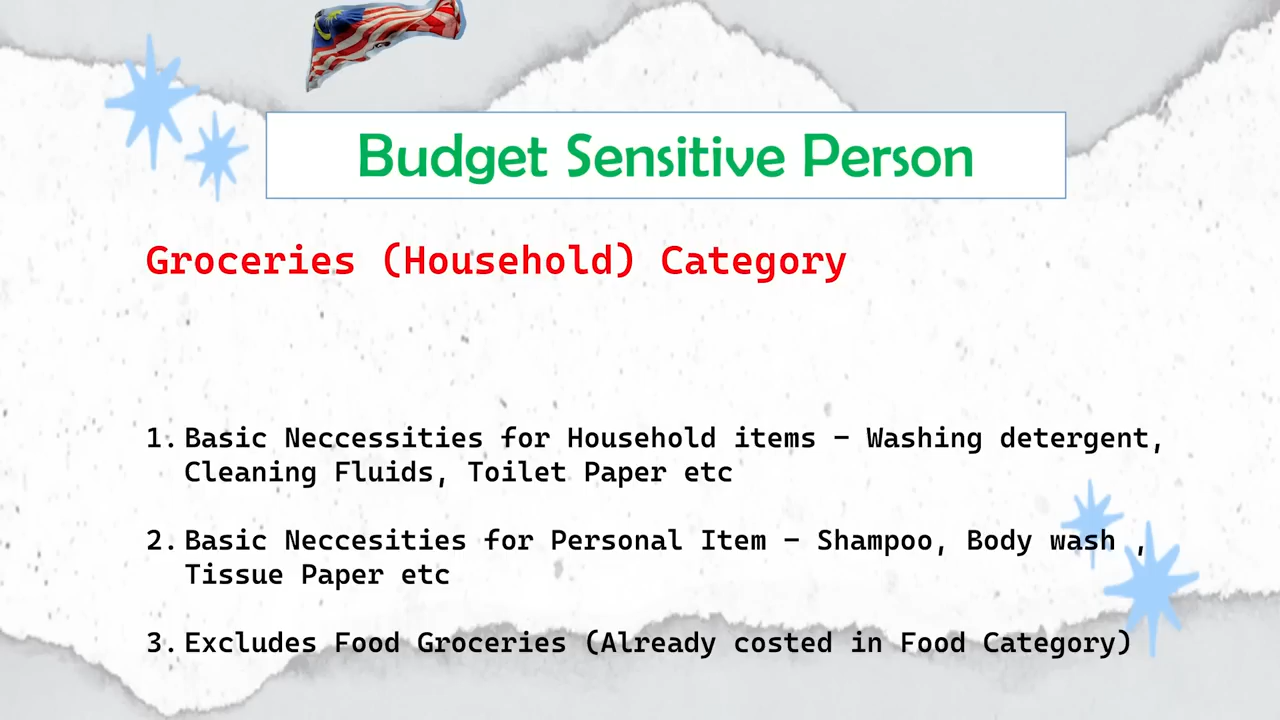 Budget Sensitive Person
Groceries (Household) Category
1. Basic Neccessities for Household items – Washing detergent,
Cleaning Fluids, Toilet Paper etc
2. Basic Neccesities for Personal Item – Shampoo, Body wash ,
Tissue Paper etc
3. Excludes Food Groceries (Already costed in Food Category)